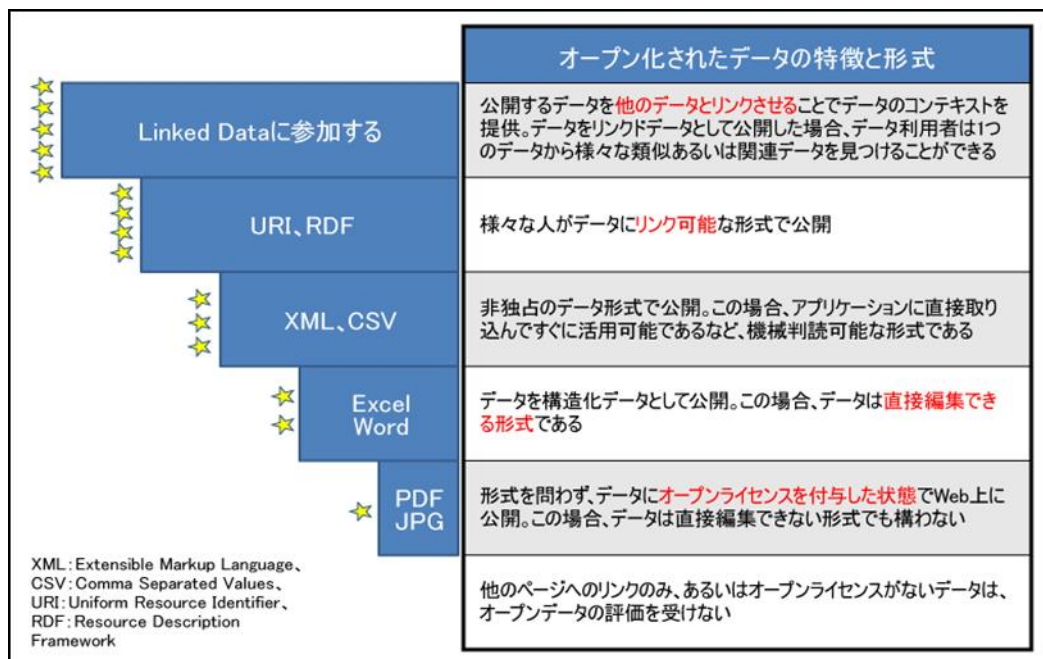 オープン化されたデータの特徴と形式
Linked Dataに参加する
公開するデータを他のデータとリンクさせることでデータのコンテキストを
提供。データをリンクドデータとして公開した場合、データ利用者は1つ
のデータから様々な類似あるいは関連データを見つけることができる
URI、RDF
様々な人がデータにリンク可能な形式で公開
XML、CSV
非独占のデータ形式で公開。この場合、アプリケーションに直接取り
込んですぐに活用可能であるなど、機械判読可能な形式である
Excel
Word
データを構造化データとして公開。この場合、データは直接編集でき
る形式である
PDF
JPG
形式を問わず、データにオープンライセンスを付与した状態でWeb上に
公開。この場合、データは直接編集できない形式でも構わない
他のページへのリンクのみ、あるいはオープンライセンスがないデータは、
オープンデータの評価を受けない
XML:Extensible Markup Language、
CSV:Comma Separated Values、
URI:Uniform Resource Identifier、
RDF:Resource Description
Framework